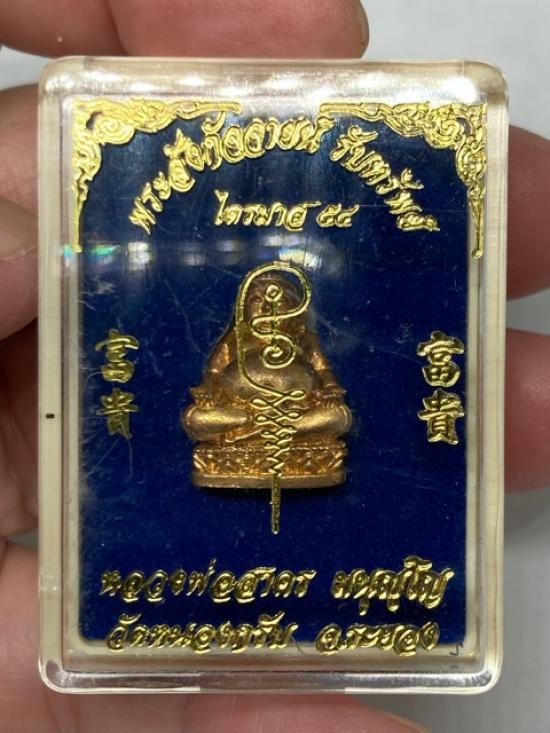 พระสังกัจจายน์ รับทรัพย์
ไตรมาส ๕๔
富貴
富貴
หลวงพ่อสาคร มนุญโญ
วัดหนองกรับ จ.ระยอง